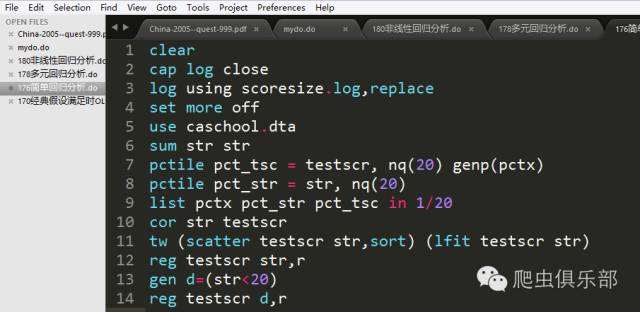 File Edit Selection Find View Goto Tools Project Preferences Help
OPEN FILES
China-2005--quest-999.pdf
mydo.do
180非线性回归分析.do
178多元回归分析.do
176简单回归分析.do
170经典假设满足时OL
China-2005--quest-999.pdf mydo.do 180非线性回归分析.do 178多元回归分析.do 176简
1 clear
2 cap log close
3 log using scoresize.log,replace
4 set more off
5 use caschool.dta
6 sum str str
7 pctile pct_tsc = testscr, nq(20) genp(pctx)
8 pctile pct_str = str, nq(20)
9 list pctx pct_str pct_tsc in 1/20
10 cor str testscr
11 tw (scatter testscr str,sort) (lfit testscr str)
12 reg testscr str,r
13 gen d=(str<20)
14 reg testscr d,r
爬虫俱乐部